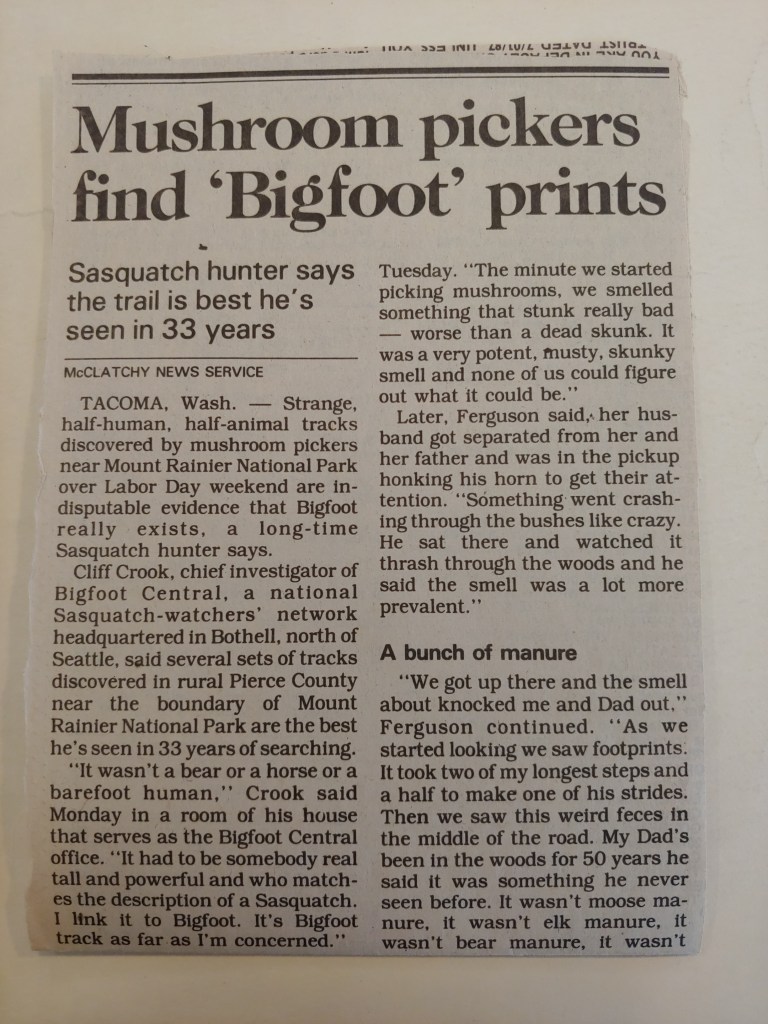 TRUST DATED 7/01/87 UNLESS YOU
YOU ARE IN DEFAULT
Mushroom pickers
find ‘Bigfoot’ prints
Sasquatch hunter says
the trail is best he’s
seen in 33 years
McCLATCHY NEWS SERVICE
TACOMA, Wash. — Strange,
half-human, half-animal tracks
discovered by mushroom pickers
near Mount Rainier National Park
over Labor Day weekend are in-
disputable evidence that Bigfoot
really exists, a long-time
Sasquatch hunter says.
Cliff Crook, chief investigator of
Bigfoot Central, a national
Sasquatch-watchers’ network
headquartered in Bothell, north of
Seattle, said several sets of tracks
discovered in rural Pierce County
near the boundary of Mount
Rainier National Park are the best
he’s seen in 33 years of searching.
“It wasn’t a bear or a horse or a
barefoot human,” Crook said
Monday in a room of his house
that serves as the Bigfoot Central
office. “It had to be somebody real
tall and powerful and who match-
es the description of a Sasquatch.
I link it to Bigfoot. It’s Bigfoot
track as far as I’m concerned.”
Tuesday. “The minute we started
picking mushrooms, we smelled
something that stunk really bad
— worse than a dead skunk. It
was a very potent, musty, skunky
smell and none of us could figure
out what it could be.”
Later, Ferguson said, her hus-
band got separated from her and
her father and was in the pickup
honking his horn to get their at-
tention. “Something went crash-
ing through the bushes like crazy.
He sat there and watched it
thrash through the woods and he
said the smell was a lot more
prevalent.”
A bunch of manure
“We got up there and the smell
about knocked me and Dad out,”
Ferguson continued. “As we
started looking we saw footprints.
It took two of my longest steps and
a half to make one of his strides.
Then we saw this weird feces in
the middle of the road. My Dad’s
been in the woods for 50 years he
said it was something he never
seen before. It wasn’t moose ma-
nure, it wasn’t elk manure, it
wasn’t bear manure, it wasn’t